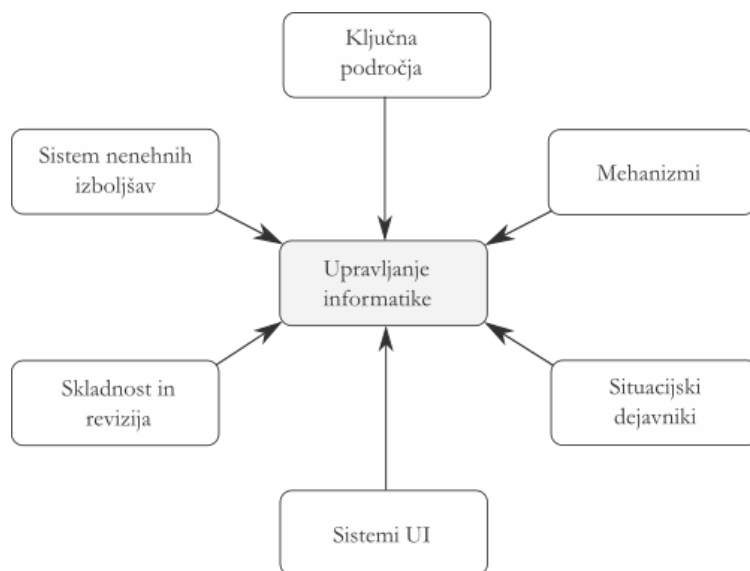 Ključna
področja
Sistem nenehnih
izboljšav
Mehanizmi
Upravljanje
informatike
Skladnost in
revizija
Situacijski
dejavniki
Sistemi UI